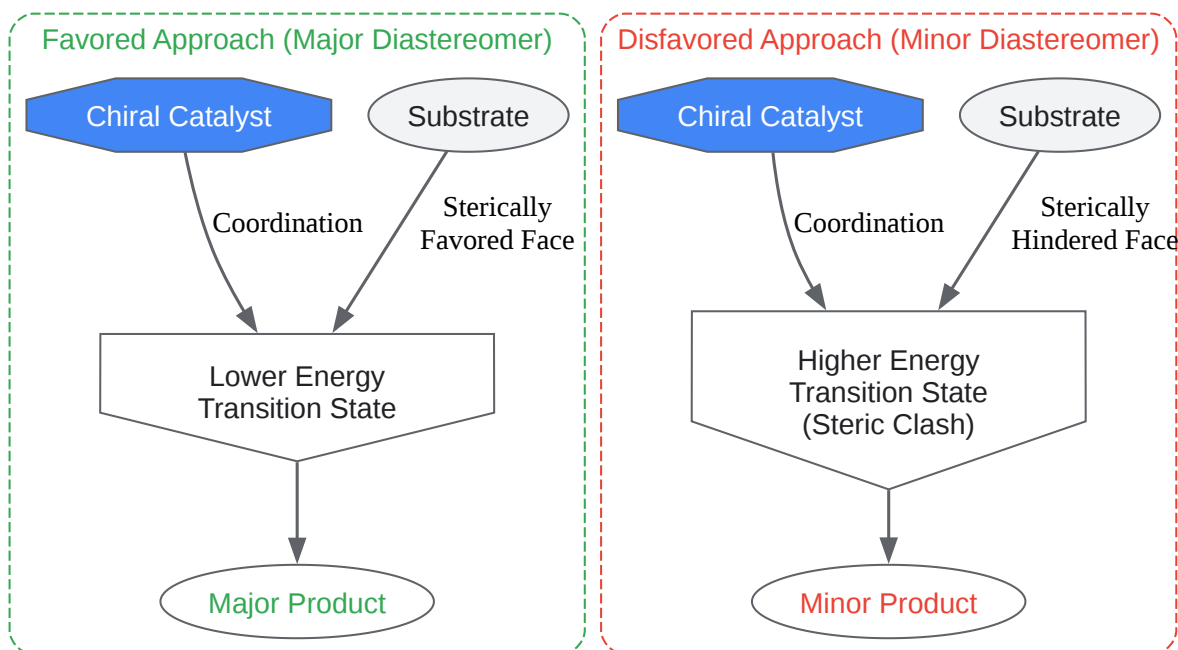 Favored Approach (Major Diastereomer)
Chiral Catalyst
Substrate
Coordination
Sterically
Favored Face
Lower Energy
Transition State
Major Product
Disfavored Approach (Minor Diastereomer)
Chiral Catalyst
Substrate
Coordination
Sterically
Hindered Face
Higher Energy
Transition State
(Steric Clash)
Minor Product